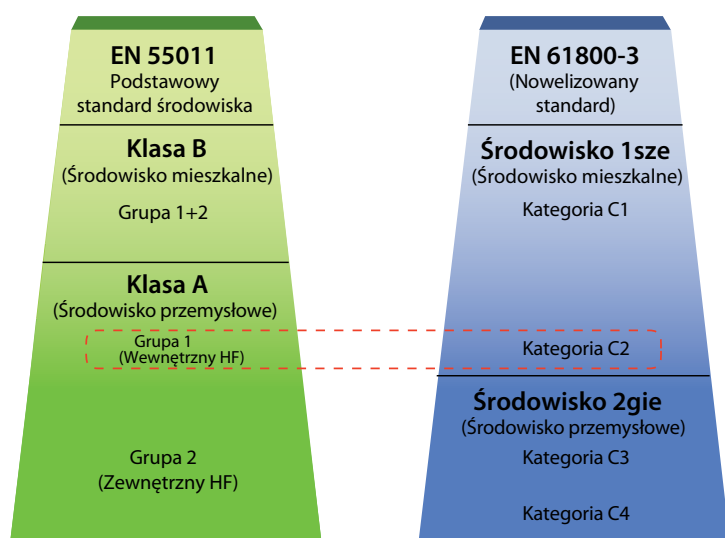 EN 55011
Podstawowy
standard środowiska
Klasa B
(Środowisko mieszkalne)
Grupa 1+2
Klasa A
(Środowisko przemysłowe)
Grupa 1
(Wewnętrzny HF)
Grupa 2
(Zewnętrzny HF)
EN 61800-3
(Nowelizowany
standard)
Środowisko 1sze
(Środowisko mieszkalne)
Kategoria C1
Kategoria C2
Środowisko 2gie
(Środowisko przemysłowe)
Kategoria C3
Kategoria C4